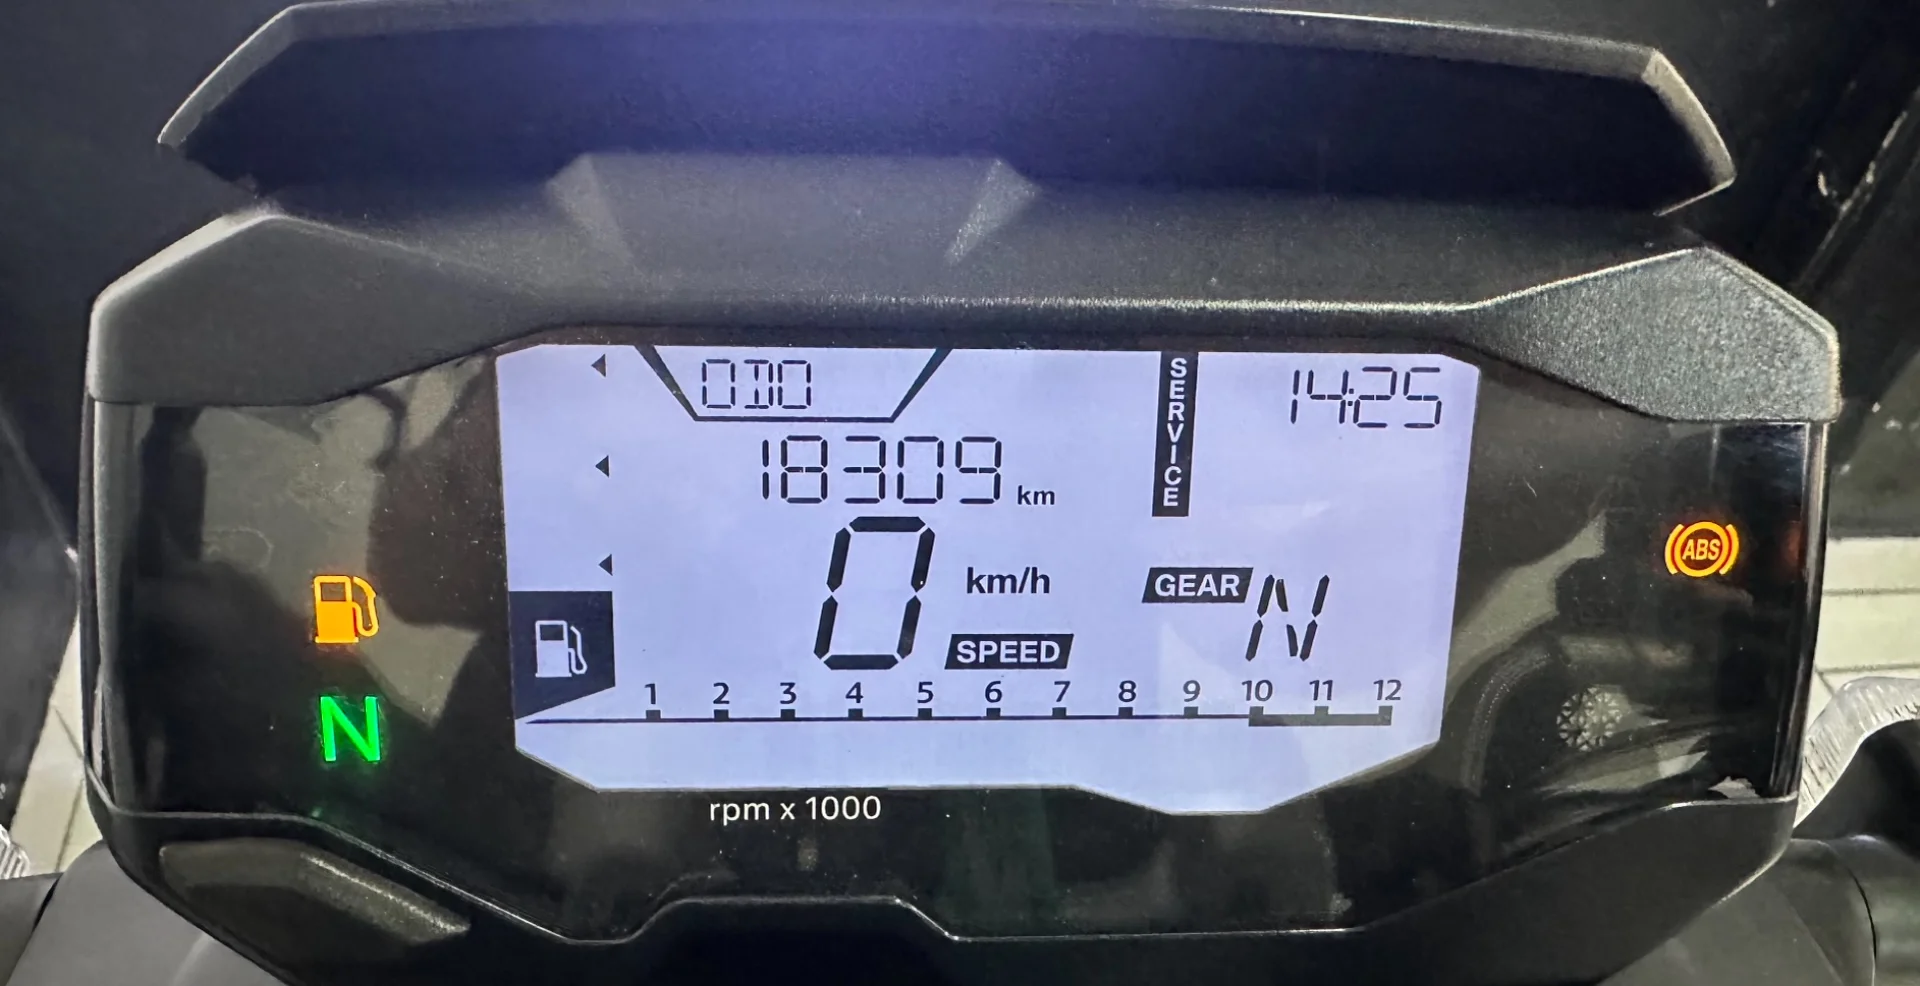 ODO
SERVICE
14:25
18309 km
0 km/h
SPEED
GEAR N
ABS
N
1 2 3 4 5 6 7 8 9 10 11 12
rpm x 1000